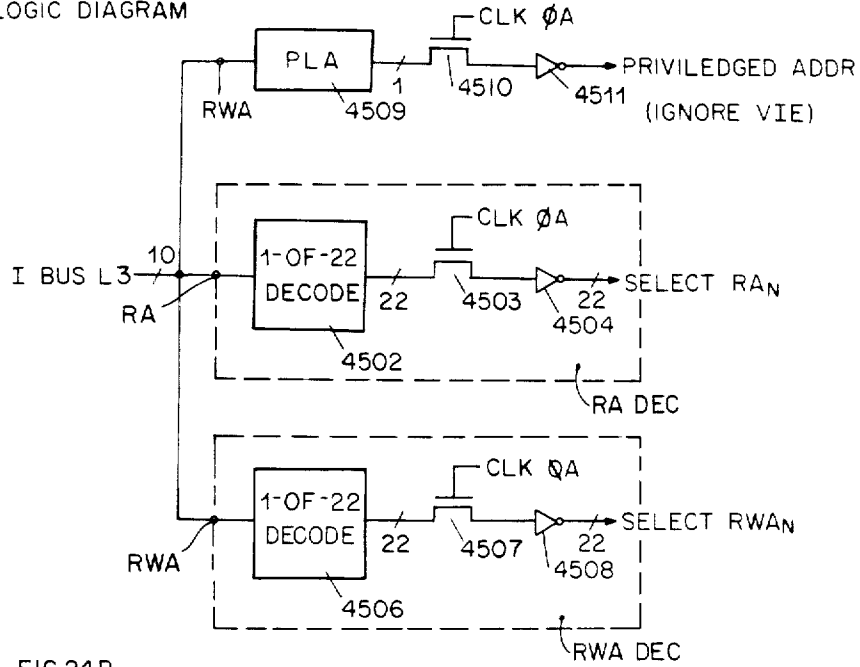 LOGIC DIAGRAM
CLK ØA
PLA
1
4510
4511
PRIVILEDGED ADDR
(IGNORE VIE)
RWA
4509
I BUS L3
10
RA
1-OF-22
DECODE
22
4502
CLK ØA
4503
4504
22
SELECT RAN
RA DEC
RWA
1-OF-22
DECODE
22
4506
CLK ØA
4507
4508
22
SELECT RWAN
RWA DEC
FIG.24B